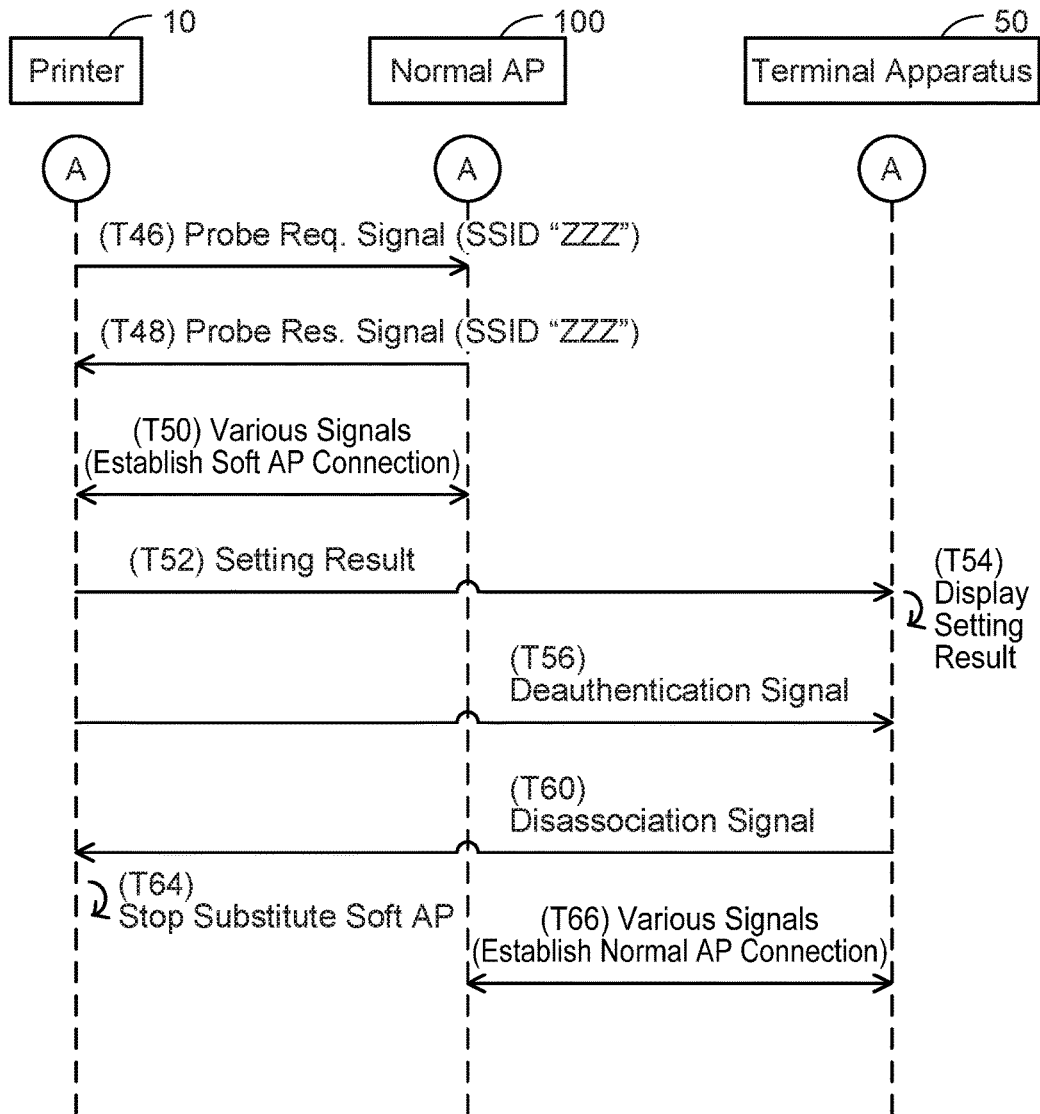 10
100
50
Printer
Normal AP
Terminal Apparatus
A
A
A
(T46) Probe Req. Signal (SSID “ZZZ”)
(T48) Probe Res. Signal (SSID “ZZZ”)
(T50) Various Signals
(Establish Soft AP Connection)
(T52) Setting Result
(T54)
Display
Setting
Result
(T56)
Deauthentication Signal
(T60)
Disassociation Signal
(T64)
Stop Substitute Soft AP
(T66) Various Signals
(Establish Normal AP Connection)